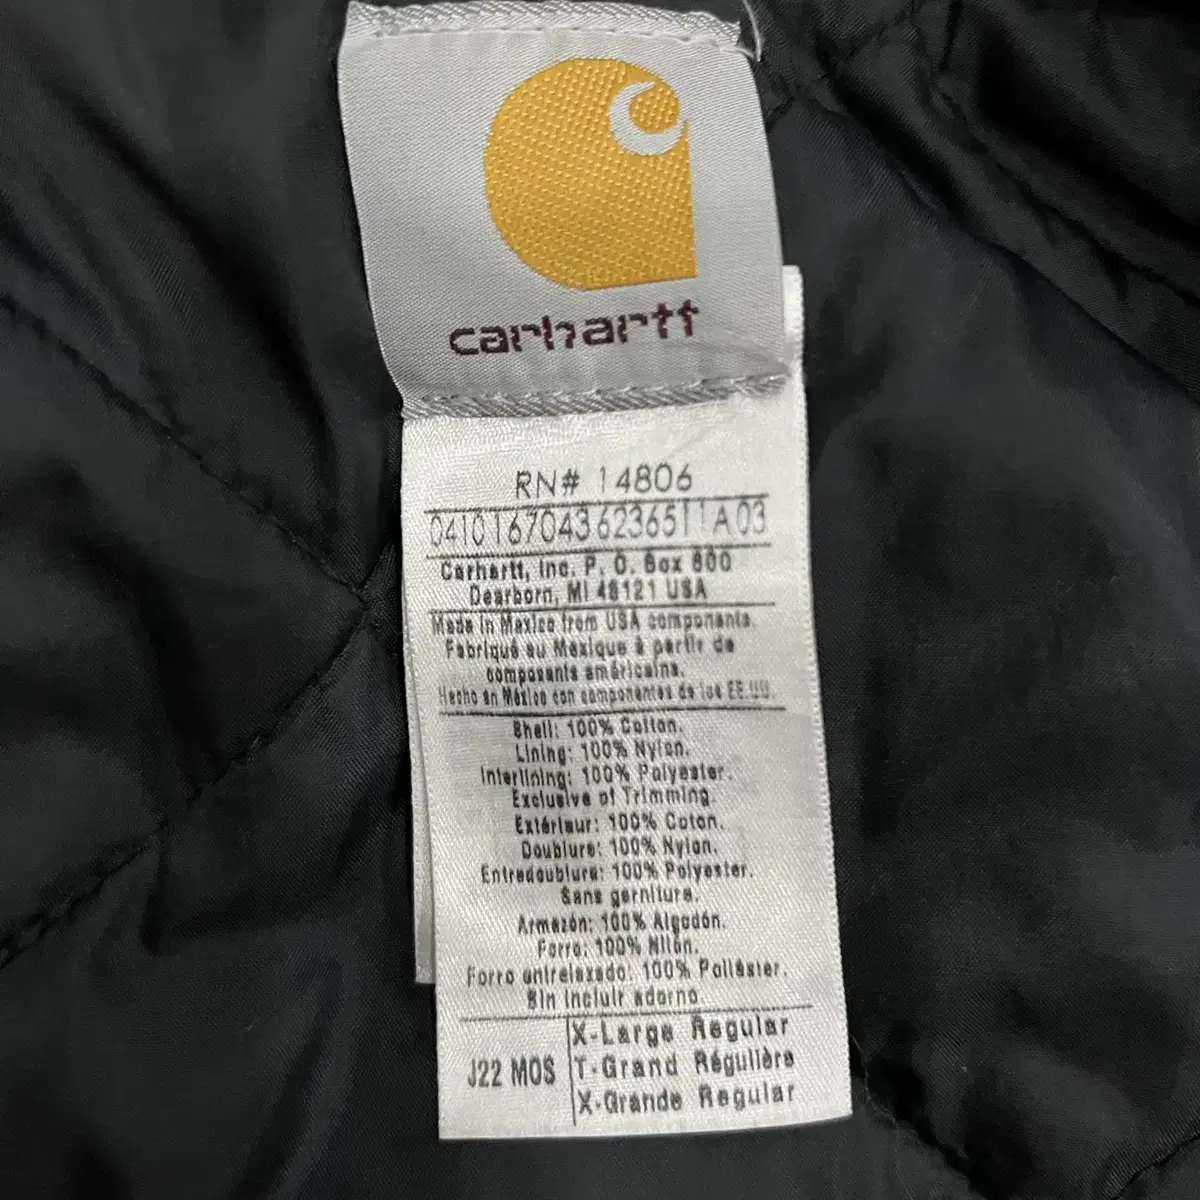 carhartt
RN# 14806
04101670436236511A03
Carhartt, Inc. P. O. Box 600
Dearborn, MI 48121 USA
Made in Mexico from USA components.
Fabriqué au Mexique à partir de
composants américains.
Hecho en México con componentes de los EE.UU.
Shell: 100% Cotton.
Lining: 100% Nylon.
Interlining: 100% Polyester.
Exclusive of Trimming.
Extérieur: 100% Coton.
Doublure: 100% Nylon.
Entredoublure: 100% Polyester.
Sans garniture.
Armazón: 100% Algodón.
Forro: 100% Nilón.
Forro entrelazado: 100% Poliéster.
Sin incluir adorno.
X-Large Regular
J22 MOS T-Grand Régulière
X-Grande Regular